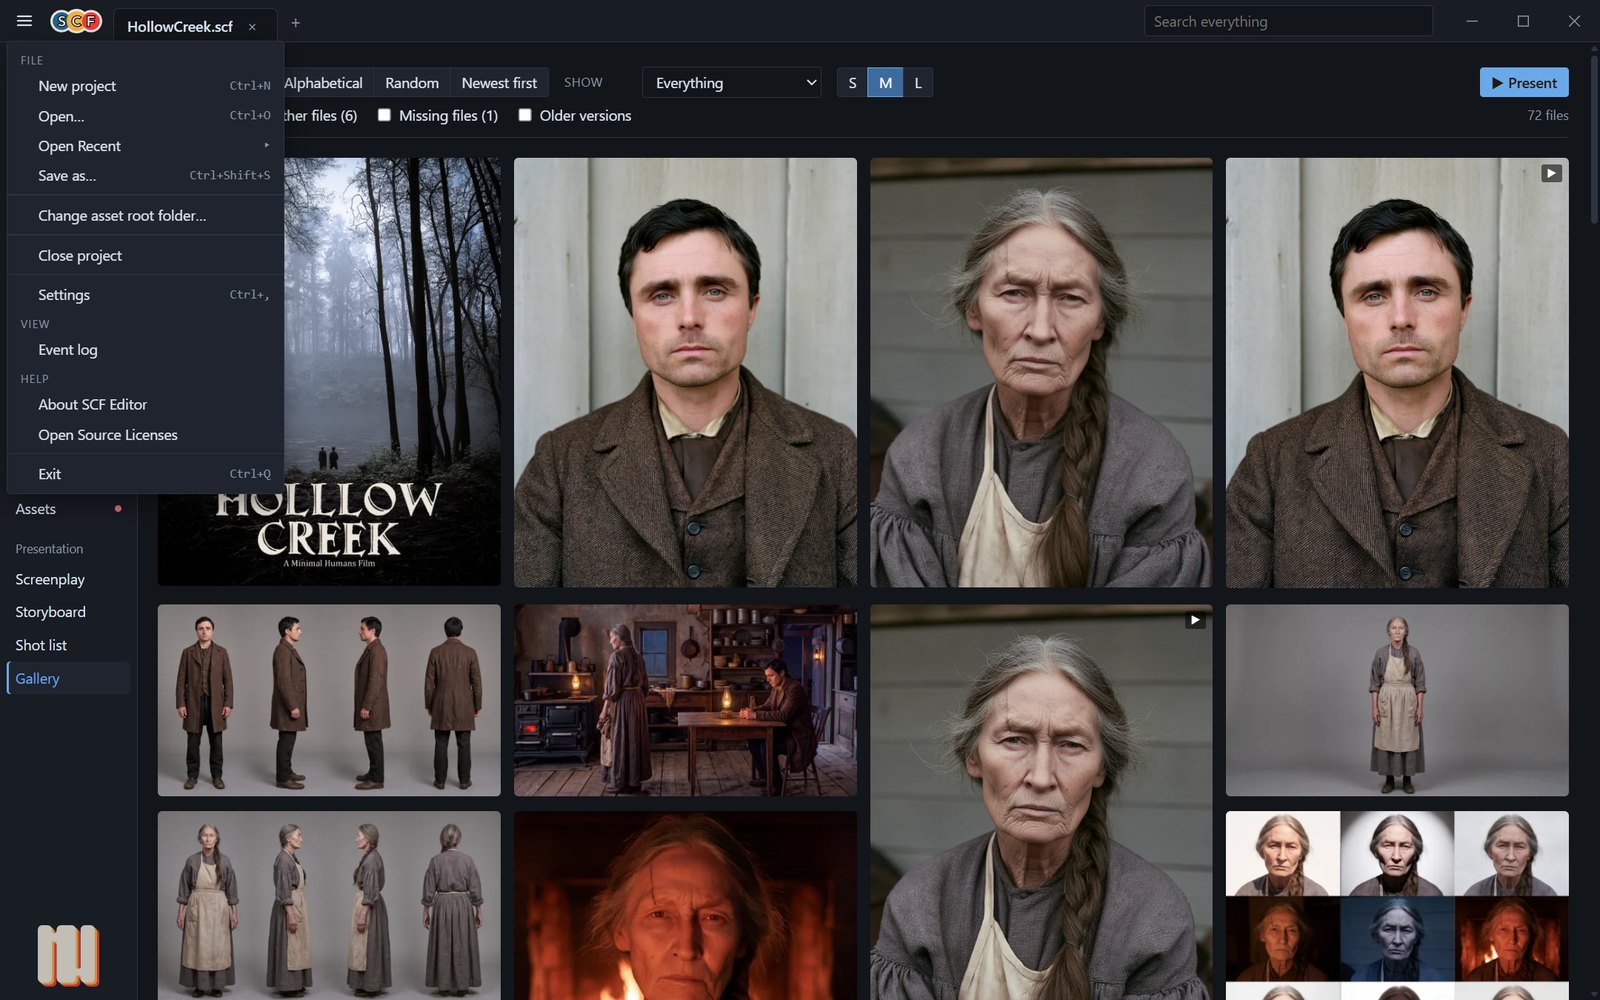 SCF
HollowCreek.scf
Search everything
FILE
New project Ctrl+N
Open... Ctrl+O
Open Recent
Save as... Ctrl+Shift+S
Change asset root folder...
Close project
Settings Ctrl+,
VIEW
Event log
HELP
About SCF Editor
Open Source Licenses
Exit Ctrl+Q
Alphabetical Random Newest first SHOW Everything S M L Present
files (6) Missing files (1) Older versions 72 files
Assets
Presentation
Screenplay
Storyboard
Shot list
Gallery
HOLLLOW
CREEK
A Minimal Humans Film